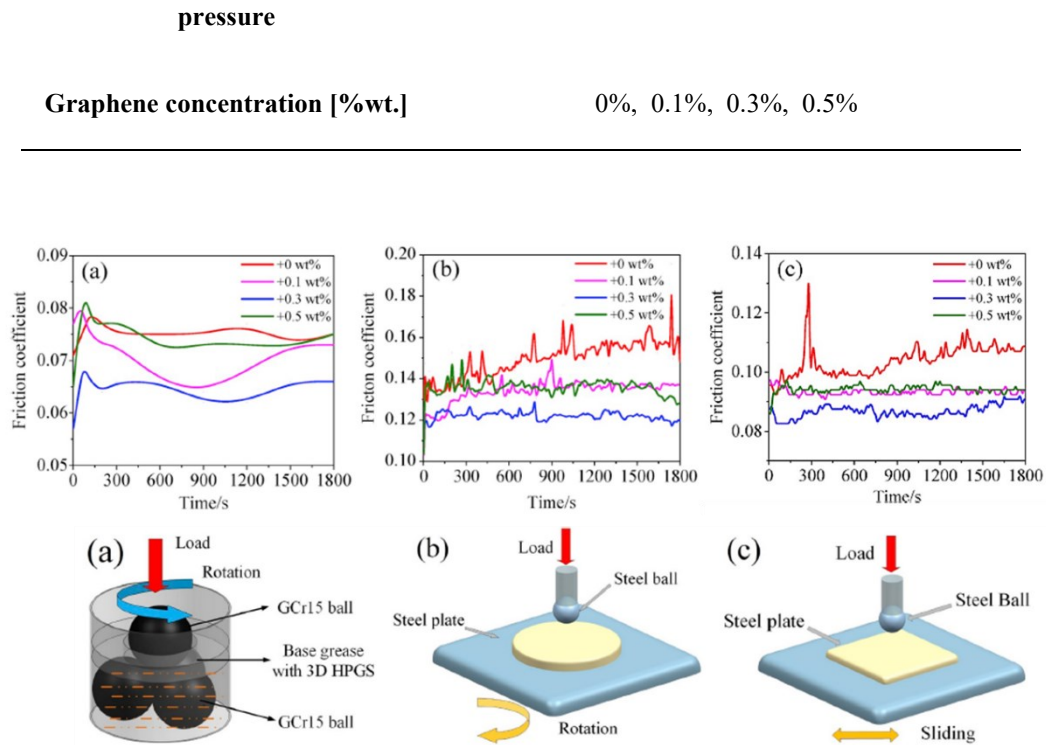 pressure
Graphene concentration [%wt.] 0%, 0.1%, 0.3%, 0.5%
(a)
+0 wt%
+0.1 wt%
+0.3 wt%
+0.5 wt%
0.09
0.08
0.07
0.06
0.05
Friction coefficient
0 300 600 900 1200 1500 1800
Time/s
(b)
+0 wt%
+0.1 wt%
+0.3 wt%
+0.5 wt%
0.20
0.18
0.16
0.14
0.12
0.10
Friction coefficient
0 300 600 900 1200 1500 1800
Time/s
(c)
+0 wt%
+0.1 wt%
+0.3 wt%
+0.5 wt%
0.14
0.12
0.10
0.08
Friction coefficient
0 300 600 900 1200 1500 1800
Time/s
(a)
Load
Rotation
GCr15 ball
Base grease
with 3D HPGS
GCr15 ball
(b)
Load
Steel ball
Steel plate
Rotation
(c)
Load
Steel Ball
Steel plate
Sliding